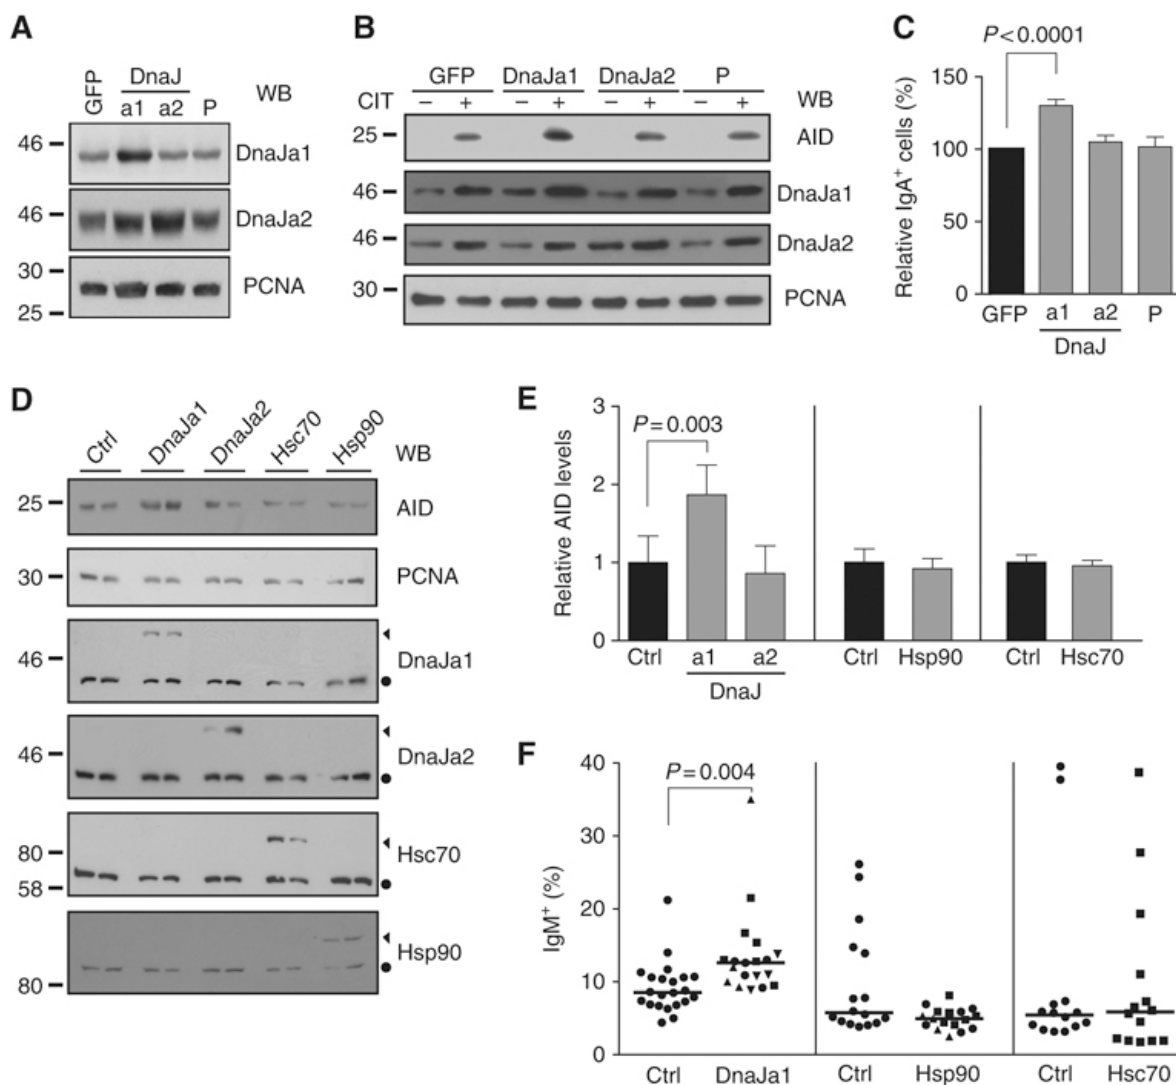 A
GFP DnaJ a1 a2 P WB
46 DnaJa1
46 DnaJa2
30 PCNA
25
B
GFP DnaJa1 DnaJa2 P
CIT − + − + − + − + WB
25 AID
46 DnaJa1
46 DnaJa2
30 PCNA
C
P < 0.0001
Relative IgA+ cells (%)
150
100
50
0
GFP a1 a2 P
DnaJ
D
Ctrl DnaJa1 DnaJa2 Hsc70 Hsp90 WB
25 AID
30 PCNA
46 DnaJa1
46 DnaJa2
80 Hsc70
58
Hsp90
80
E
P = 0.003
Relative AID levels
3
2
1
0
Ctrl a1 a2 Ctrl Hsp90 Ctrl Hsc70
DnaJ
F
P = 0.004
IgM+ (%)
40
30
20
10
0
Ctrl DnaJa1 Ctrl Hsp90 Ctrl Hsc70